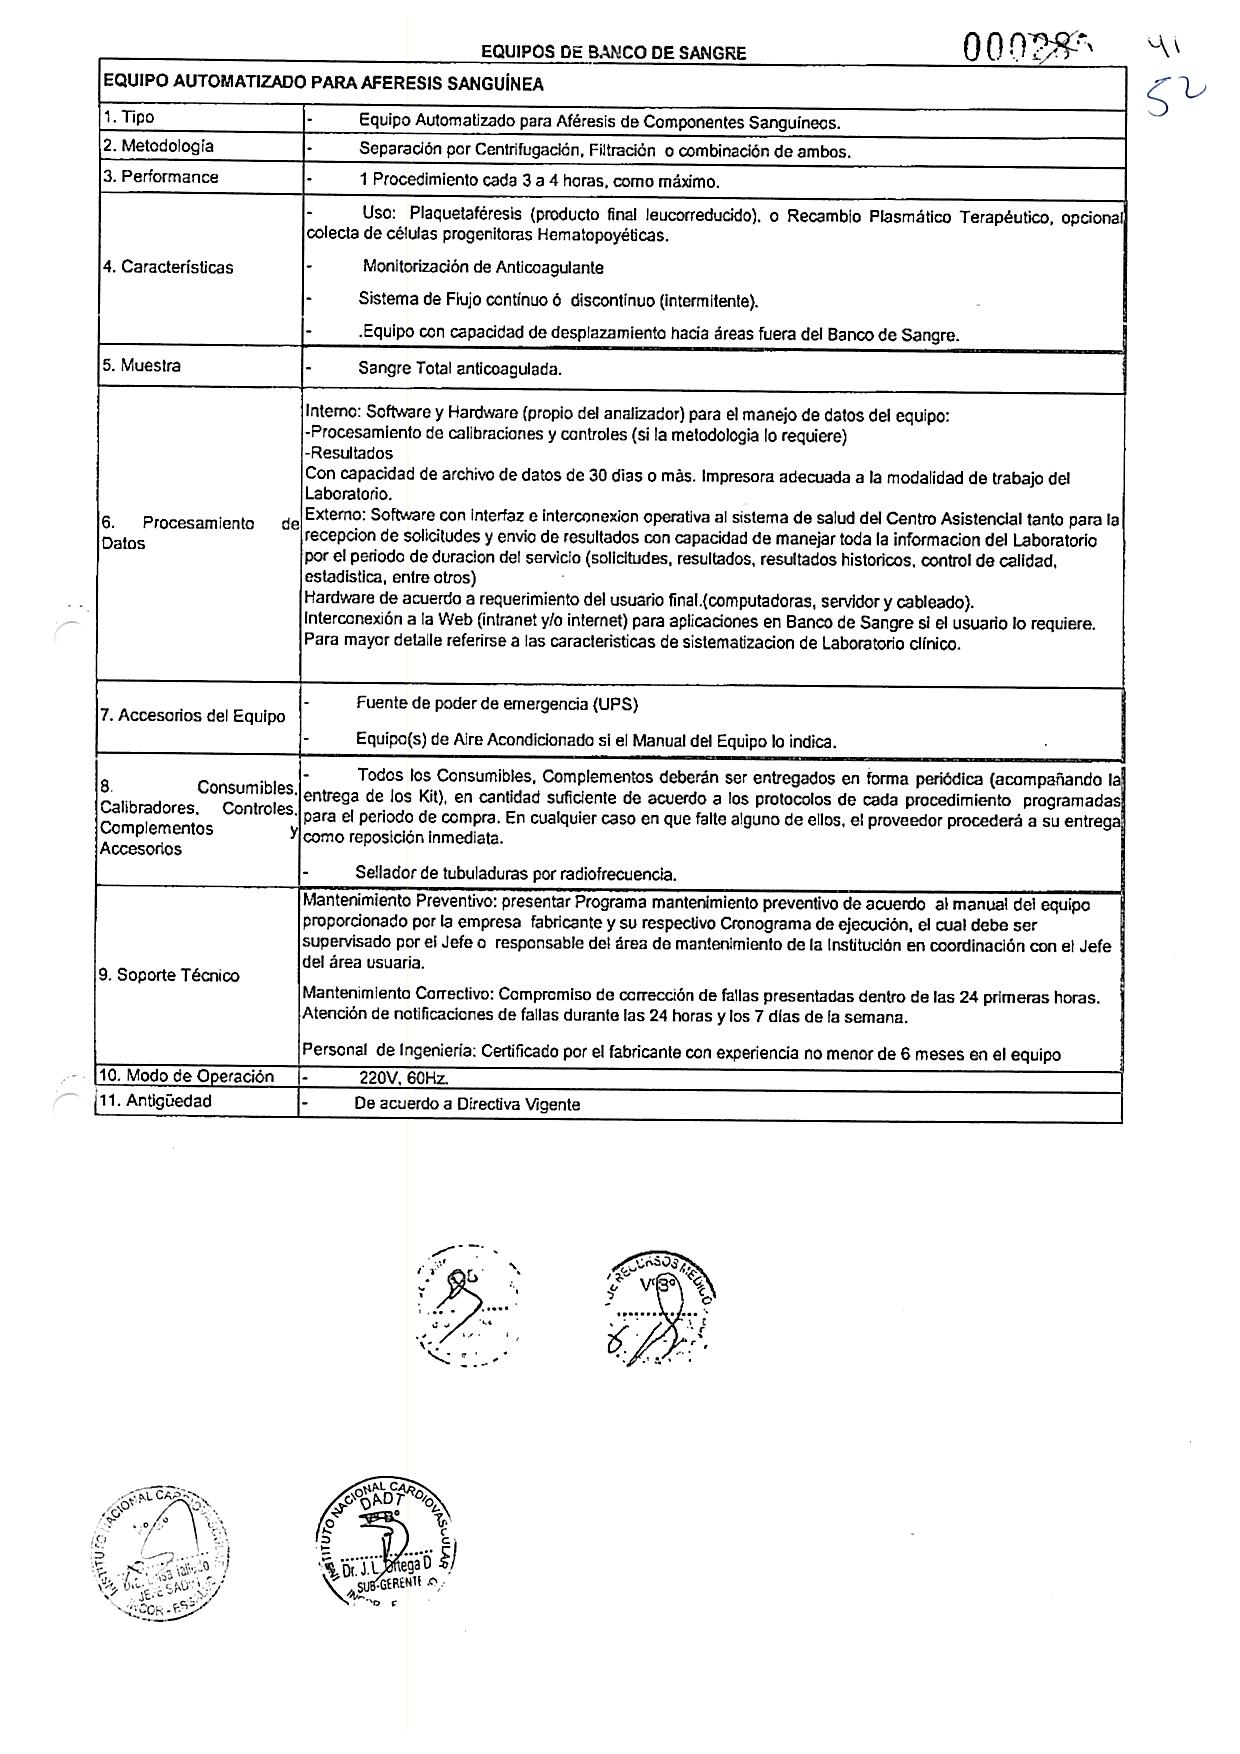 EQUIPOS DE BANCO DE SANGRE
41
52
EQUIPO AUTOMATIZADO PARA AFERESIS SANGUÍNEA
1. Tipo
- Equipo Automatizado para Aféresis de Componentes Sanguíneos.
2. Metodología
- Separación por Centrifugación, Filtración o combinación de ambos.
3. Performance
- 1 Procedimiento cada 3 a 4 horas, como máximo.
4. Características
- Uso: Plaquetaféresis (producto final leucorreducido), o Recambio Plasmático Terapéutico, opcional
colecta de células progenitoras Hematopoyéticas.
- Monitorización de Anticoagulante
- Sistema de Flujo contínuo ó discontínuo (intermitente).
- .Equipo con capacidad de desplazamiento hacia áreas fuera del Banco de Sangre.
5. Muestra
- Sangre Total anticoagulada.
6. Procesamiento de
Datos
Interno: Software y Hardware (propio del analizador) para el manejo de datos del equipo:
-Procesamiento de calibraciones y controles (si la metodologia lo requiere)
-Resultados
Con capacidad de archivo de datos de 30 dias o màs. Impresora adecuada a la modalidad de trabajo del
Laboratorio.
Externo: Software con interfaz e interconexion operativa al sistema de salud del Centro Asistencial tanto para la
recepcion de solicitudes y envio de resultados con capacidad de manejar toda la informacion del Laboratorio
por el periodo de duracion del servicio (solicitudes, resultados, resultados historicos, control de calidad,
estadistica, entre otros)
Hardware de acuerdo a requerimiento del usuario final.(computadoras, servidor y cableado).
Interconexión a la Web (intranet y/o internet) para aplicaciones en Banco de Sangre si el usuario lo requiere.
Para mayor detalle referirse a las caracteristicas de sistematizacion de Laboratorio clínico.
7. Accesorios del Equipo
- Fuente de poder de emergencia (UPS)
- Equipo(s) de Aire Acondicionado si el Manual del Equipo lo indica.
8. Consumibles,
Calibradores, Controles,
Complementos y
Accesorios
- Todos los Consumibles, Complementos deberán ser entregados en forma periódica (acompañando la
entrega de los Kit), en cantidad suficiente de acuerdo a los protocolos de cada procedimiento programadas
para el periodo de compra. En cualquier caso en que falte alguno de ellos, el proveedor procederá a su entrega
como reposición inmediata.
- Sellador de tubuladuras por radiofrecuencia.
9. Soporte Técnico
Mantenimiento Preventivo: presentar Programa mantenimiento preventivo de acuerdo al manual del equipo
proporcionado por la empresa fabricante y su respectivo Cronograma de ejecución, el cual debe ser
supervisado por el Jefe o responsable del área de mantenimiento de la Institución en coordinación con el Jefe
del área usuaria.
Mantenimiento Correctivo: Compromiso de corrección de fallas presentadas dentro de las 24 primeras horas.
Atención de notificaciones de fallas durante las 24 horas y los 7 días de la semana.
Personal de Ingeniería: Certificado por el fabricante con experiencia no menor de 6 meses en el equipo
10. Modo de Operación
- 220V, 60Hz.
11. Antigüedad
- De acuerdo a Directiva Vigente
RECURSOS MEDICO
V°B°
INSTITUTO NACIONAL CARDIOVASCULAR
DADT
Dr. J.L. Ortega D
SUB-GERENTE